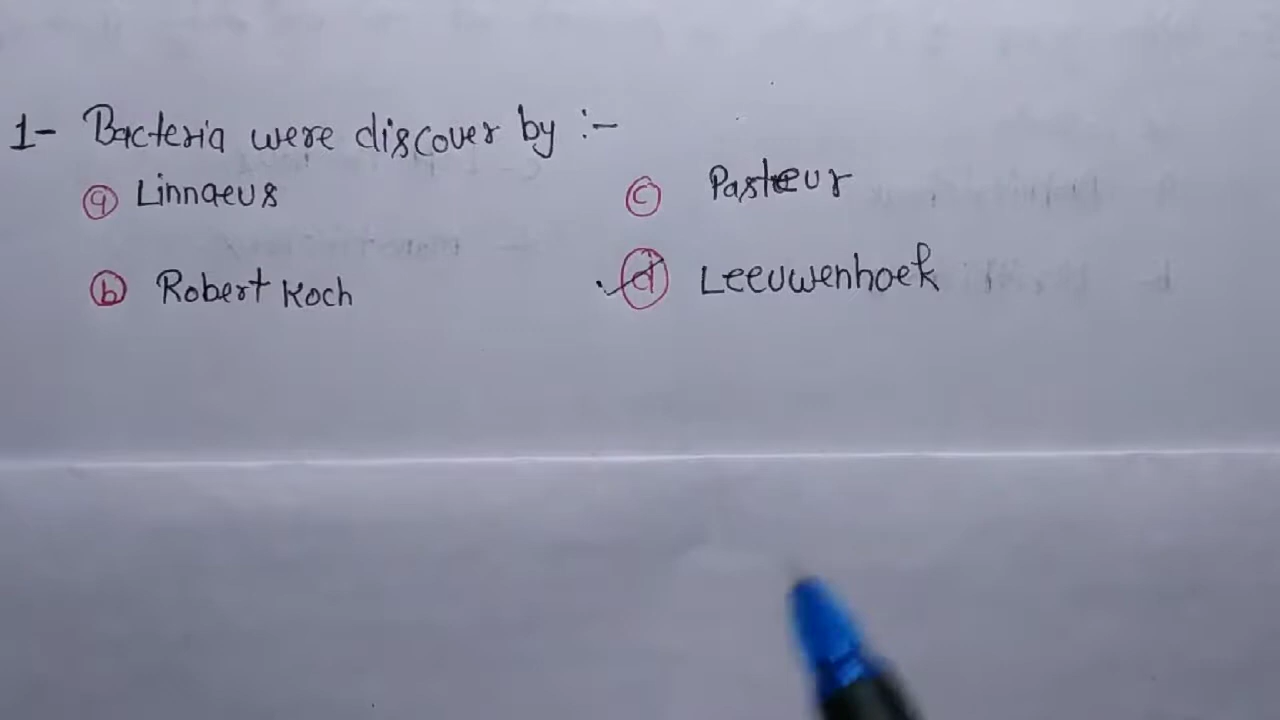 1- Bacteria were discover by :-
a Linnaeus
c Pasteur
b Robert Koch
d Leeuwenhoek